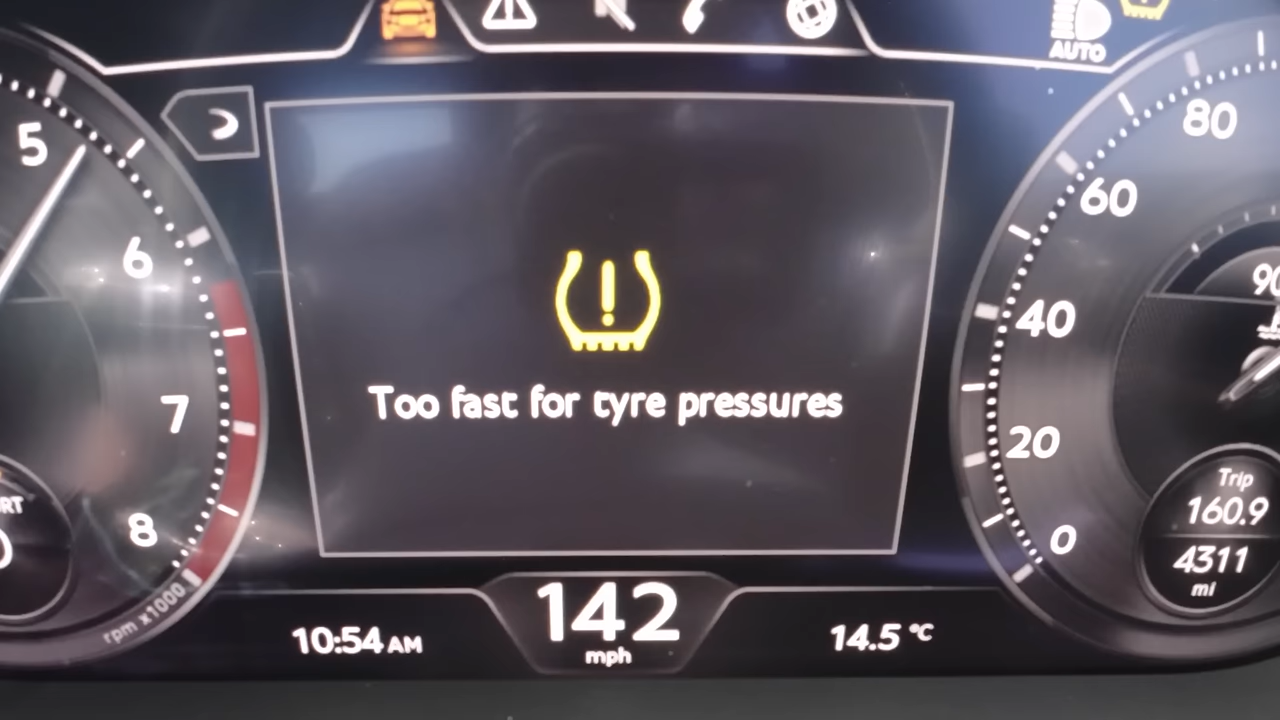 AUTO
5
6
7
8
rpm x1000
Too fast for tyre pressures
80
60
40
20
0
Trip
160.9
4311
mi
10:54 AM
142
mph
14.5 °C